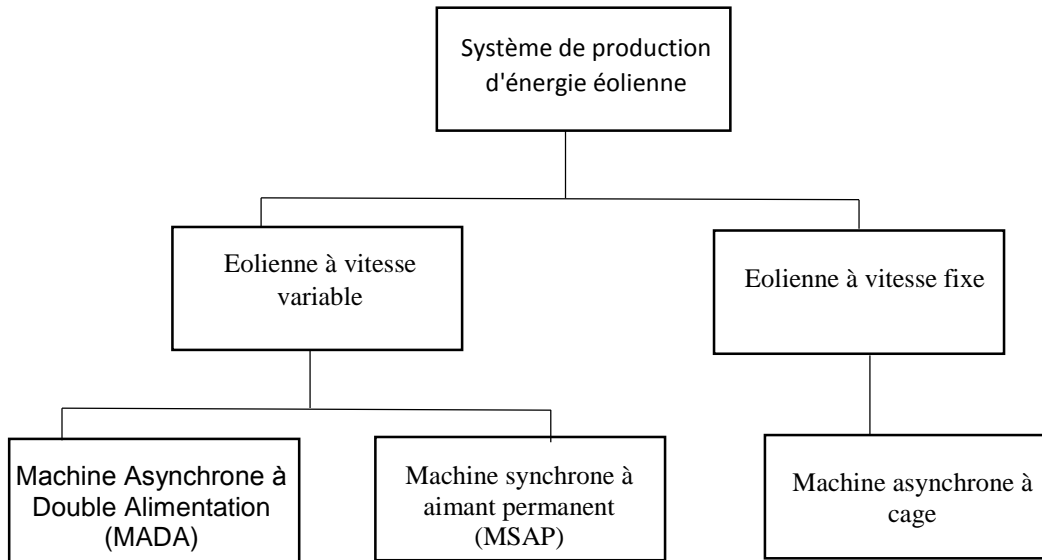 Système de production
d'énergie éolienne
Eolienne à vitesse
variable
Eolienne à vitesse fixe
Machine Asynchrone à
Double Alimentation
(MADA)
Machine synchrone à
aimant permanent
(MSAP)
Machine asynchrone à
cage